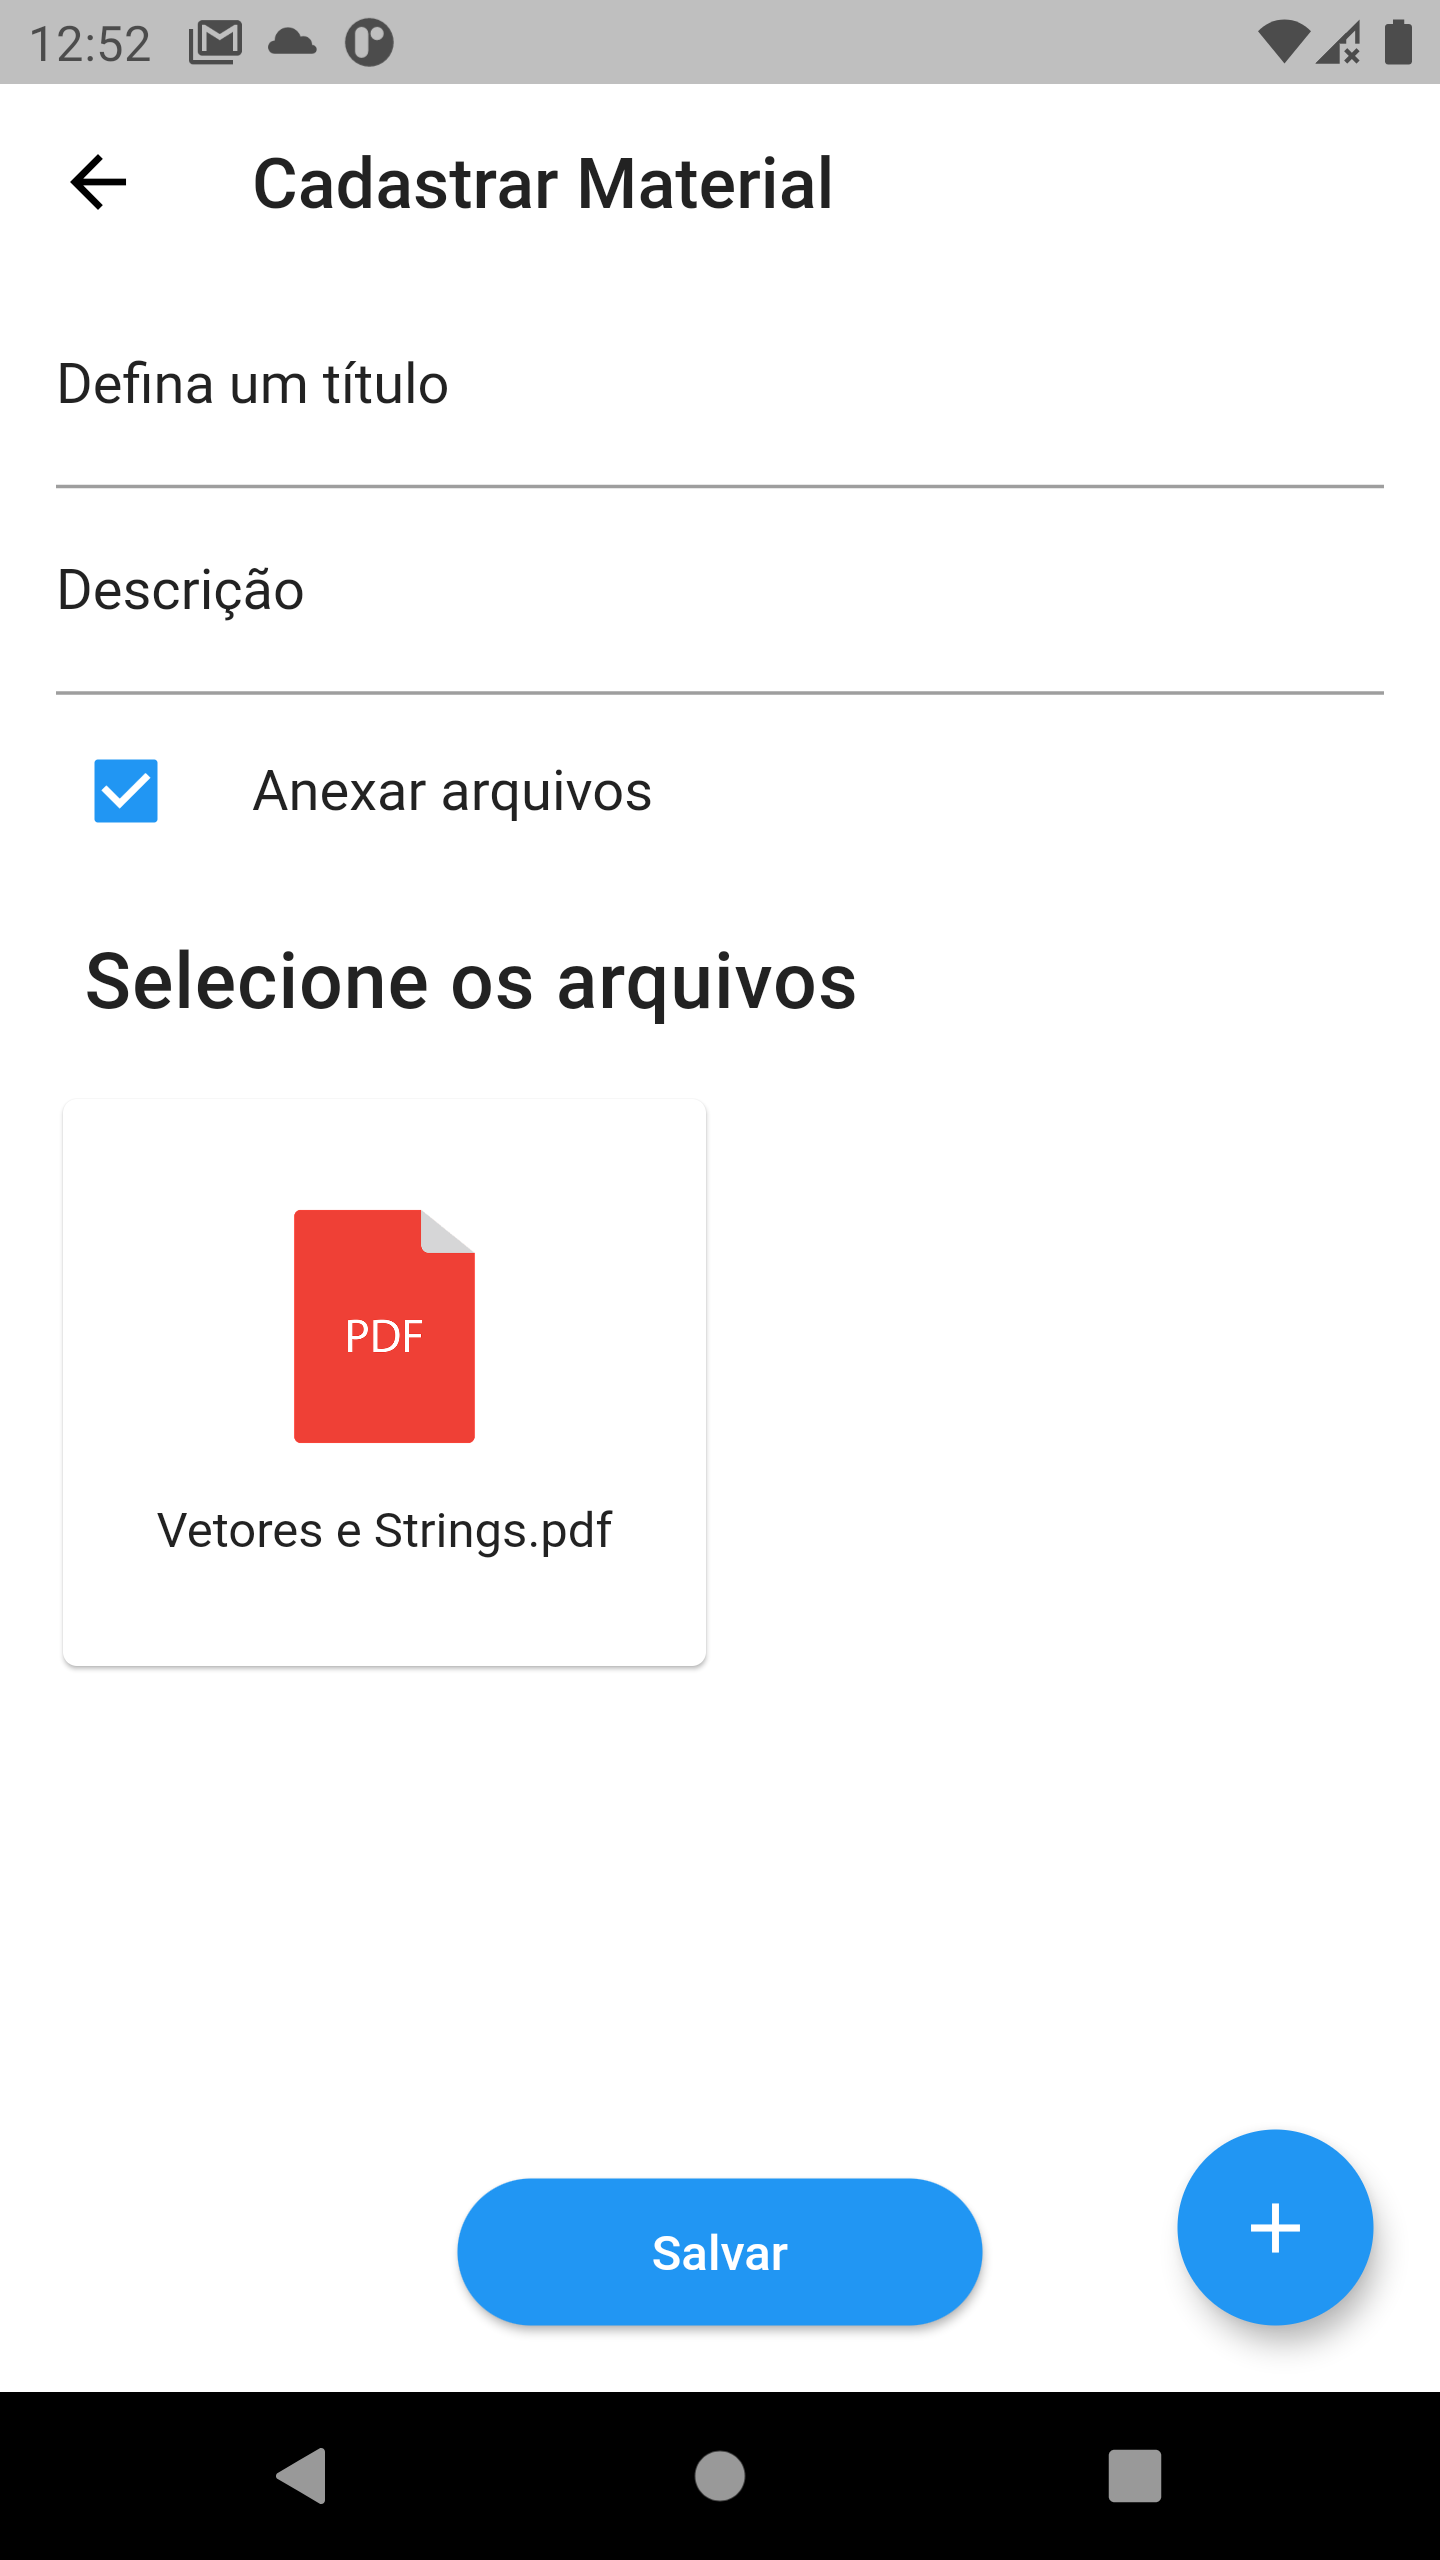 12:52
Cadastrar Material
Defina um título
Descrição
Anexar arquivos
Selecione os arquivos
PDF
Vetores e Strings.pdf
Salvar